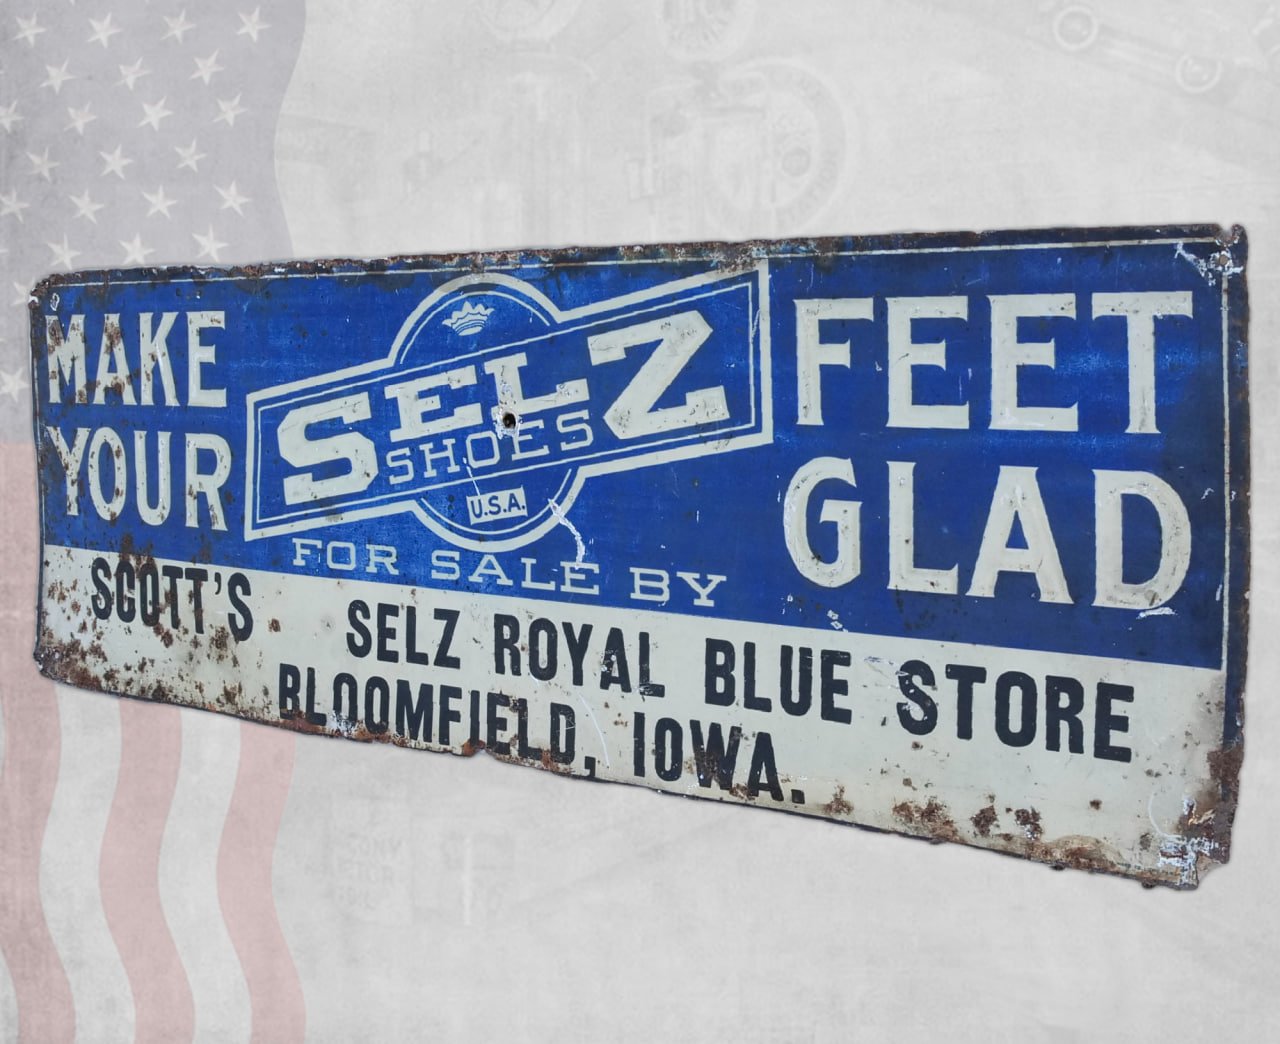 MAKE
YOUR
SELZ
SHOES
U.S.A.
FEET
GLAD
FOR SALE BY
SCOTT'S
SELZ ROYAL BLUE STORE
BLOOMFIELD, IOWA.